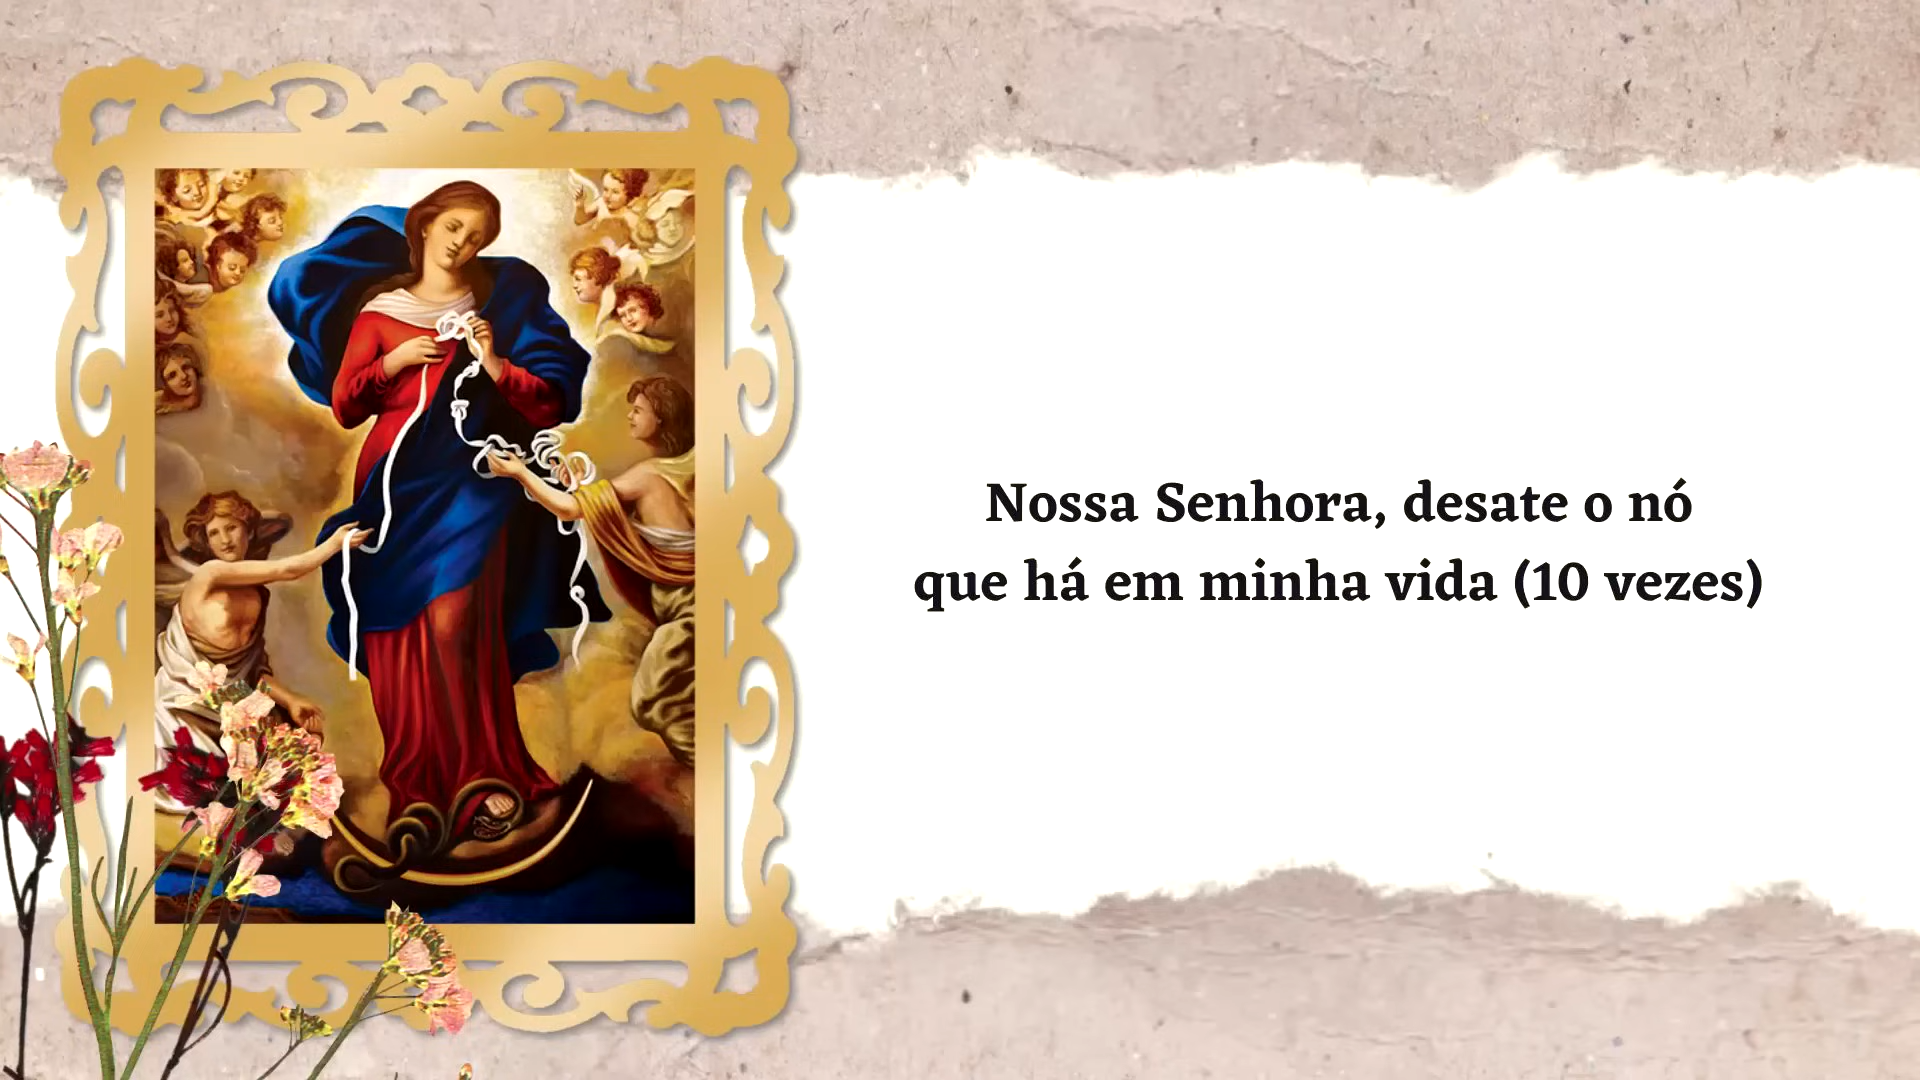 Nossa Senhora, desate o nó
que há em minha vida (10 vezes)